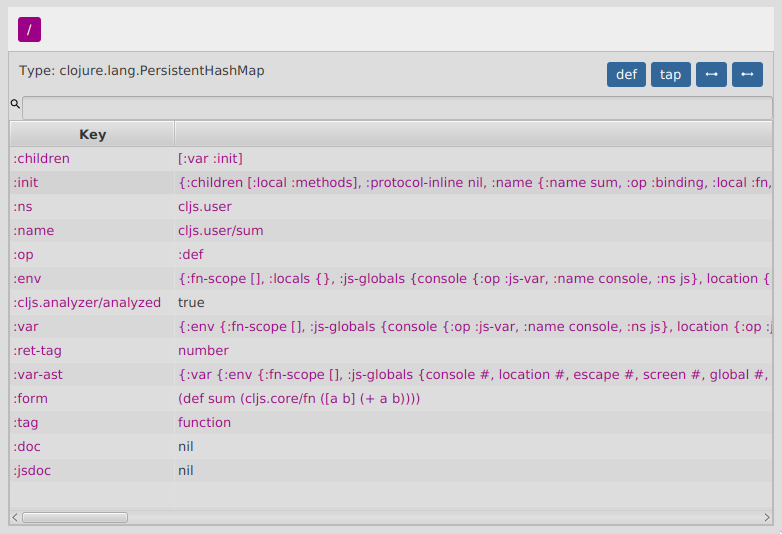 /
Type: clojure.lang.PersistentHashMap def tap
Key
:children [:var :init]
:init {:children [:local :methods], :protocol-inline nil, :name {:name sum, :op :binding, :local :fn,
:ns cljs.user
:name cljs.user/sum
:op :def
:env {:fn-scope [], :locals {}, :js-globals {console {:op :js-var, :name console, :ns js}, location {
:cljs.analyzer/analyzed true
:var {:env {:fn-scope [], :js-globals {console {:op :js-var, :name console, :ns js}, location {:op :j
:ret-tag number
:var-ast {:var {:env {:fn-scope [], :js-globals {console #, location #, escape #, screen #, global #,
:form (def sum (cljs.core/fn ([a b] (+ a b))))
:tag function
:doc nil
:jsdoc nil